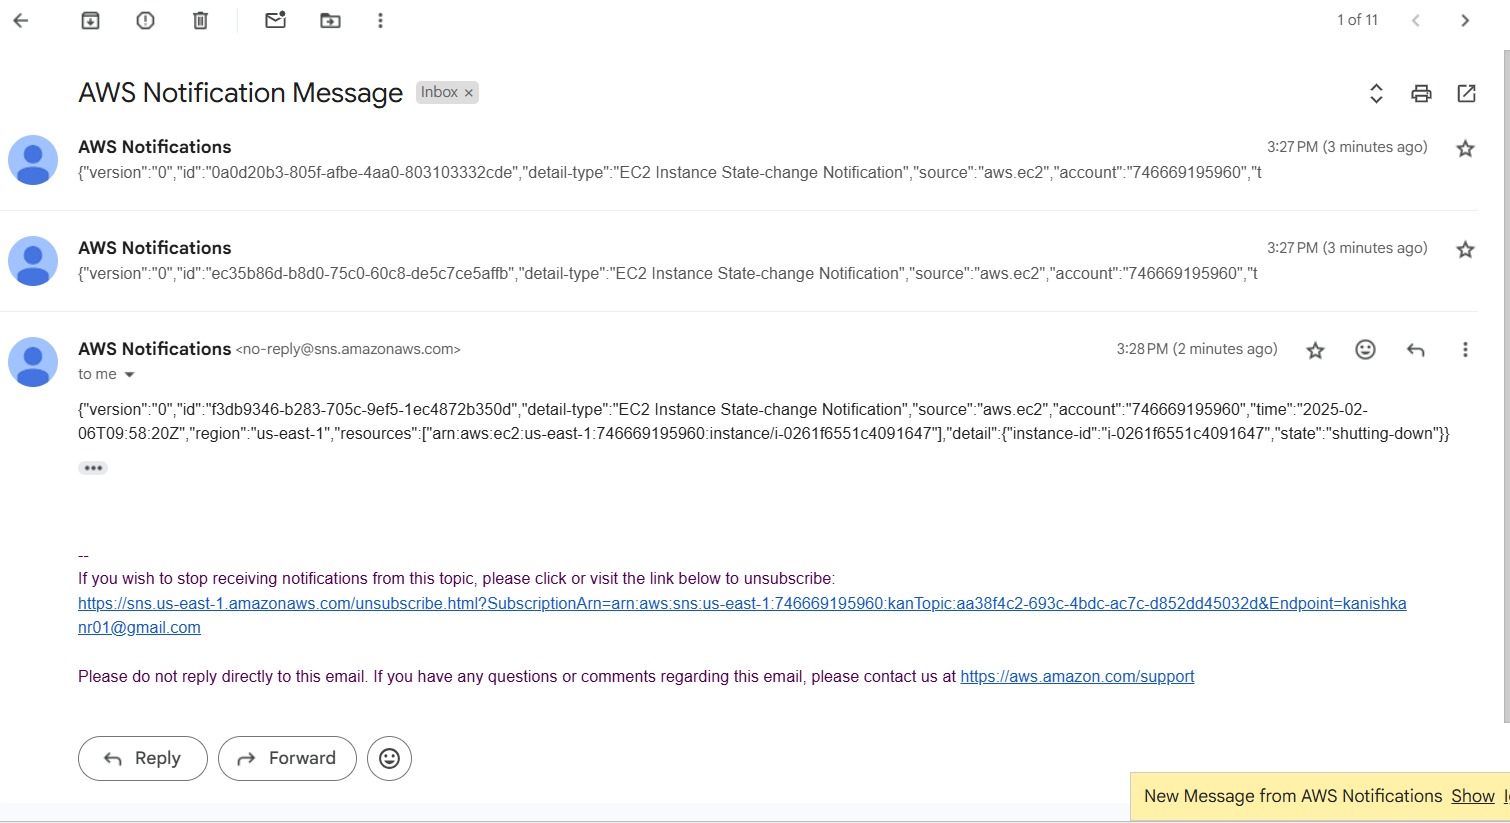 1 of 11
AWS Notification Message Inbox ×
AWS Notifications 3:27 PM (3 minutes ago)
{"version":"0","id":"0a0d20b3-805f-afbe-4aa0-803103332cde","detail-type":"EC2 Instance State-change Notification","source":"aws.ec2","account":"746669195960","t
AWS Notifications 3:27 PM (3 minutes ago)
{"version":"0","id":"ec35b86d-b8d0-75c0-60c8-de5c7ce5affb","detail-type":"EC2 Instance State-change Notification","source":"aws.ec2","account":"746669195960","t
AWS Notifications <no-reply@sns.amazonaws.com> 3:28 PM (2 minutes ago)
to me
{"version":"0","id":"f3db9346-b283-705c-9ef5-1ec4872b350d","detail-type":"EC2 Instance State-change Notification","source":"aws.ec2","account":"746669195960","time":"2025-02-
06T09:58:20Z","region":"us-east-1","resources":["arn:aws:ec2:us-east-1:746669195960:instance/i-0261f6551c4091647"],"detail":{"instance-id":"i-0261f6551c4091647","state":"shutting-down"}}
--
If you wish to stop receiving notifications from this topic, please click or visit the link below to unsubscribe:
https://sns.us-east-1.amazonaws.com/unsubscribe.html?SubscriptionArn=arn:aws:sns:us-east-1:746669195960:kanTopic:aa38f4c2-693c-4bdc-ac7c-d852dd45032d&Endpoint=kanishka
nr01@gmail.com
Please do not reply directly to this email. If you have any questions or comments regarding this email, please contact us at https://aws.amazon.com/support
Reply Forward
New Message from AWS Notifications Show